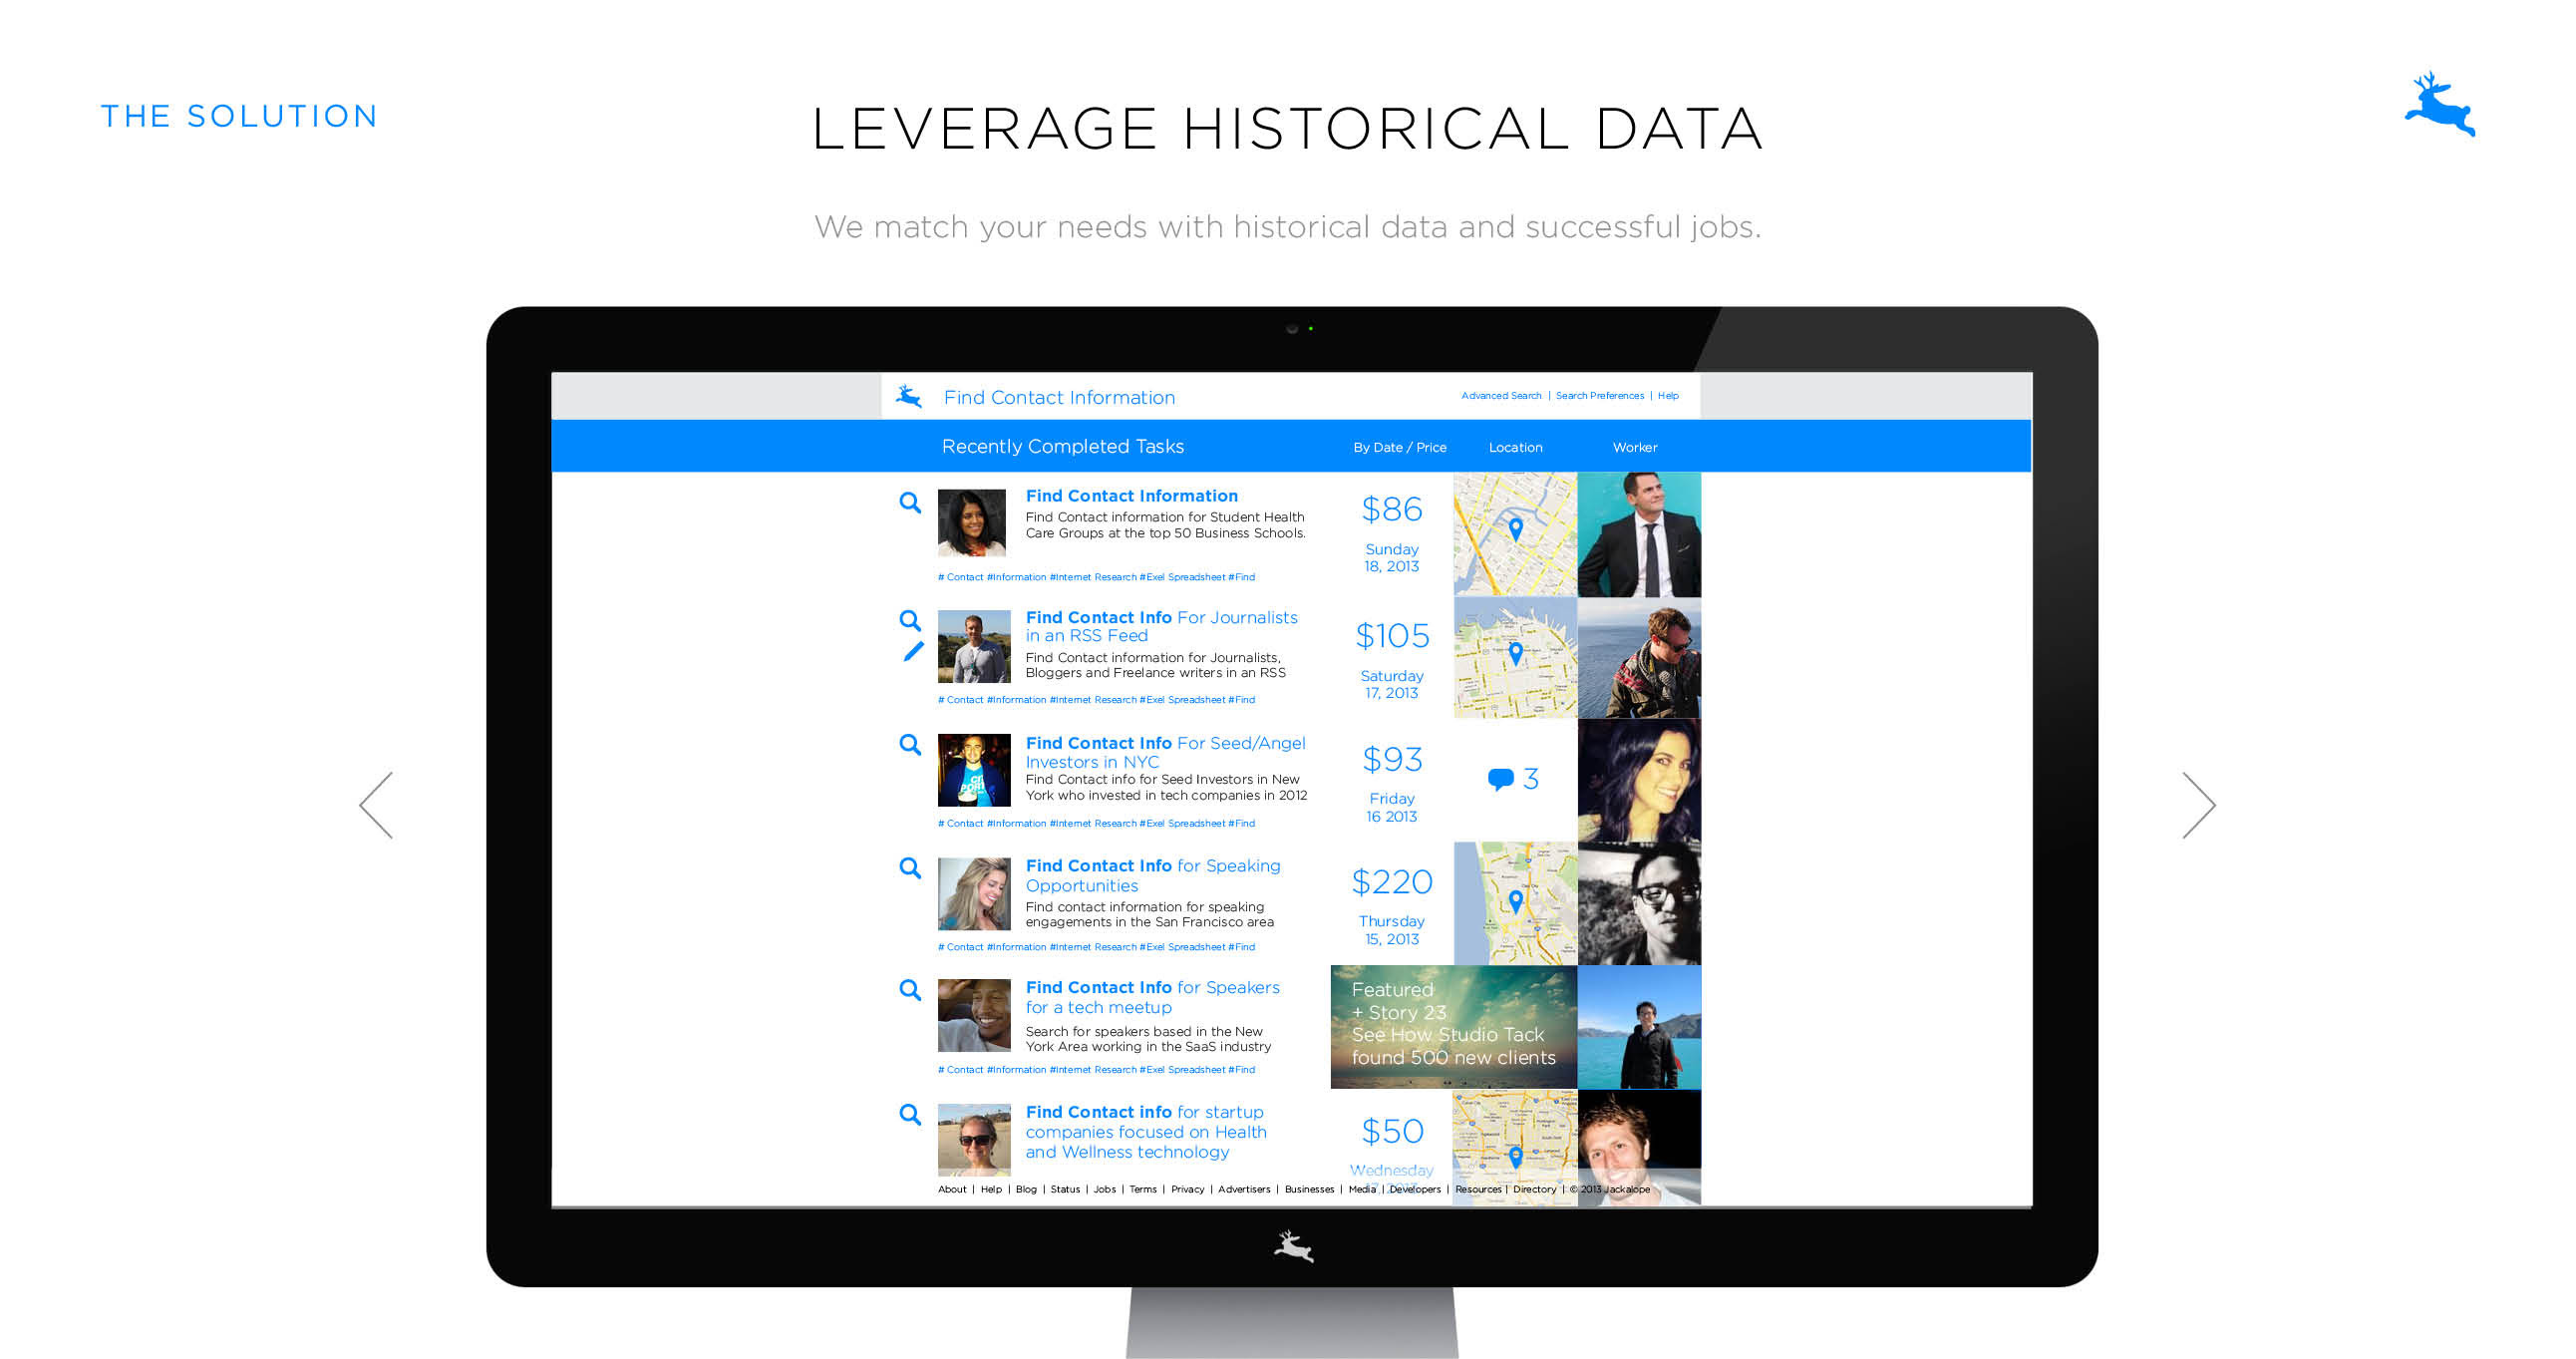 THE SOLUTION
LEVERAGE HISTORICAL DATA
We match your needs with historical data and successful jobs.
Find Contact Information
Advanced Search | Search Preferences | Help
Recently Completed Tasks
By Date / Price
Location
Worker
Find Contact Information
Find Contact information for Student Health
Care Groups at the top 50 Business Schools.
# Contact #Information #Internet Research #Exel Spreadsheet #Find
$86
Sunday
18, 2013
Find Contact Info For Journalists
in an RSS Feed
Find Contact information for Journalists,
Bloggers and Freelance writers in an RSS
# Contact #Information #Internet Research #Exel Spreadsheet #Find
$105
Saturday
17, 2013
Find Contact Info For Seed/Angel
Investors in NYC
Find Contact info for Seed Investors in New
York who invested in tech companies in 2012
# Contact #Information #Internet Research #Exel Spreadsheet #Find
$93
Friday
16 2013
3
Find Contact Info for Speaking
Opportunities
Find contact information for speaking
engagements in the San Francisco area
# Contact #Information #Internet Research #Exel Spreadsheet #Find
$220
Thursday
15, 2013
Find Contact Info for Speakers
for a tech meetup
Search for speakers based in the New
York Area working in the SaaS industry
# Contact #Information #Internet Research #Exel Spreadsheet #Find
Featured
+ Story 23
See How Studio Tack
found 500 new clients
Find Contact info for startup
companies focused on Health
and Wellness technology
$50
Wednesday
About | Help | Blog | Status | Jobs | Terms | Privacy | Advertisers | Businesses | Media | Developers | Resources | Directory | © 2013 Jackalope